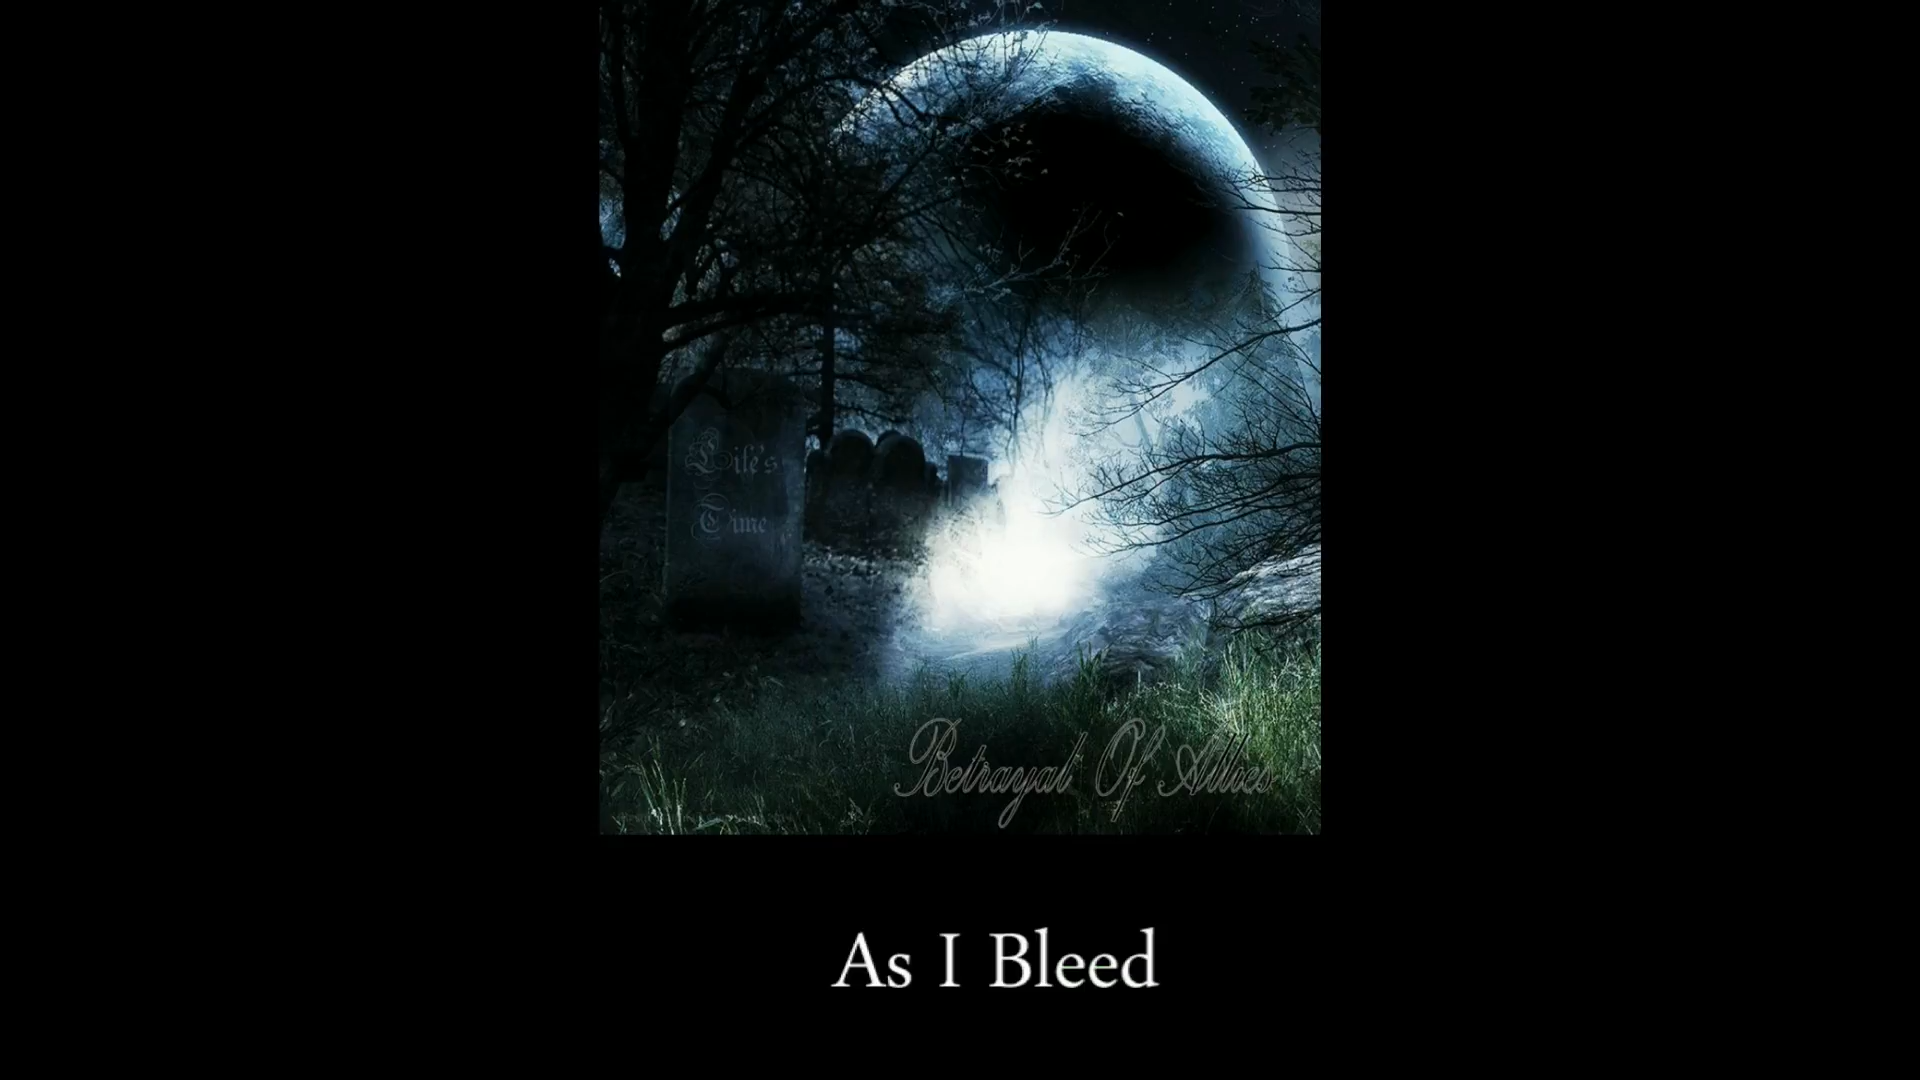 Life's
Time
Betrayal Of Allies
As I Bleed